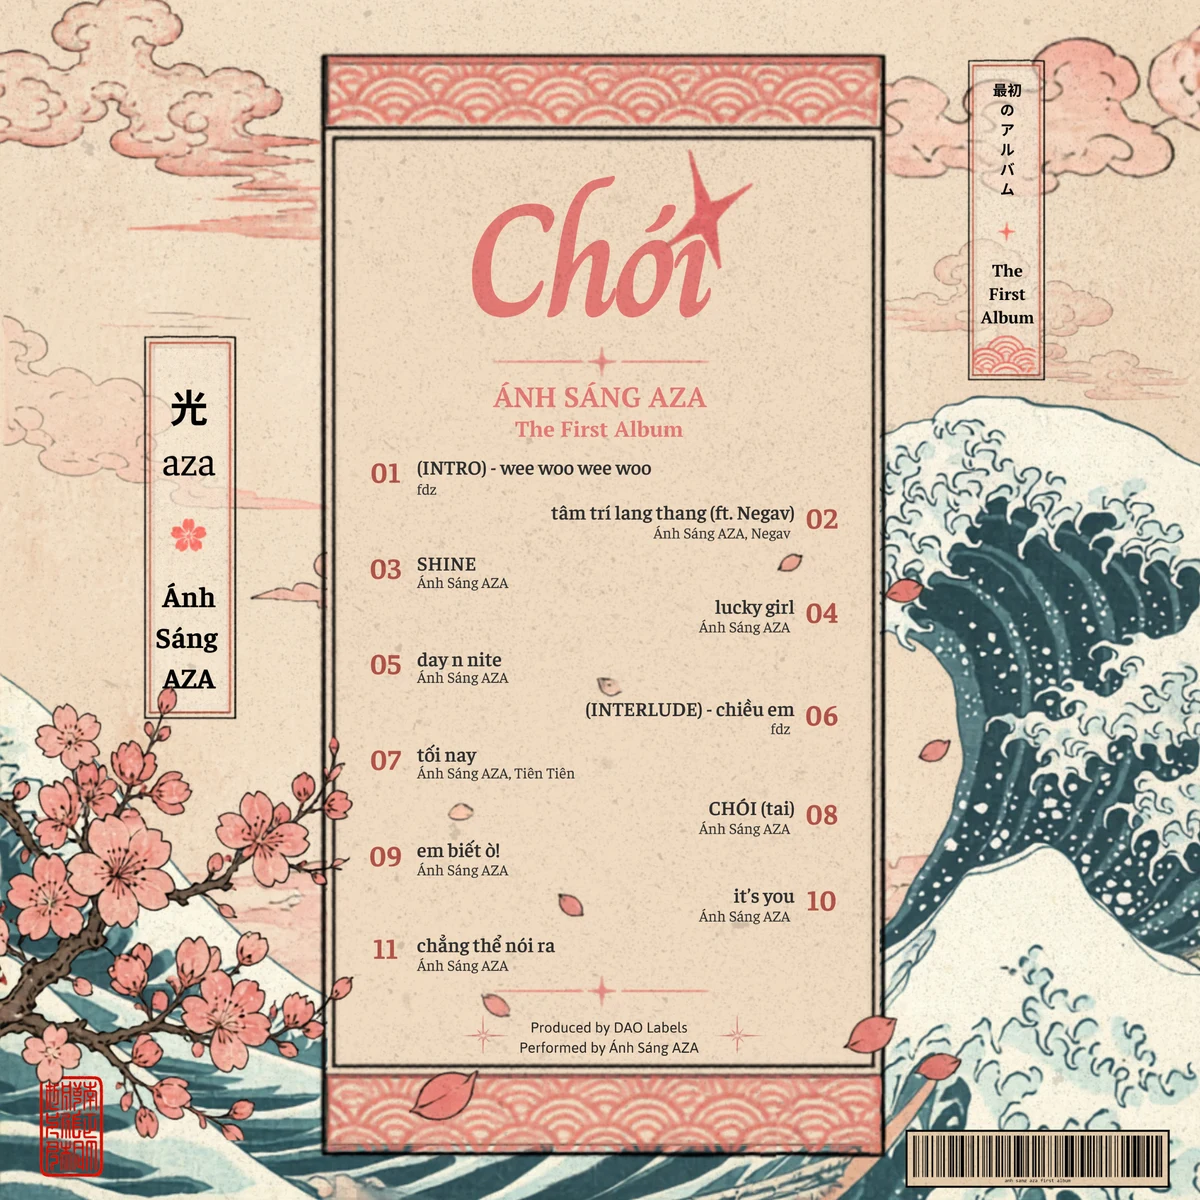 Chói
ÁNH SÁNG AZA
The First Album
01 (INTRO) - wee woo wee woo
fdz
tâm trí lang thang (ft. Negav) 02
Ánh Sáng AZA, Negav
03 SHINE
Ánh Sáng AZA
lucky girl 04
Ánh Sáng AZA
05 day n nite
Ánh Sáng AZA
(INTERLUDE) - chiều em 06
fdz
07 tối nay
Ánh Sáng AZA, Tiên Tiên
CHÓI (tai) 08
Ánh Sáng AZA
09 em biết ò!
Ánh Sáng AZA
it's you 10
Ánh Sáng AZA
11 chẳng thể nói ra
Ánh Sáng AZA
Produced by DAO Labels
Performed by Ánh Sáng AZA
光
aza
Ánh
Sáng
AZA
最初
の
ア
ル
バ
ム
The
First
Album
anh sang aza first album